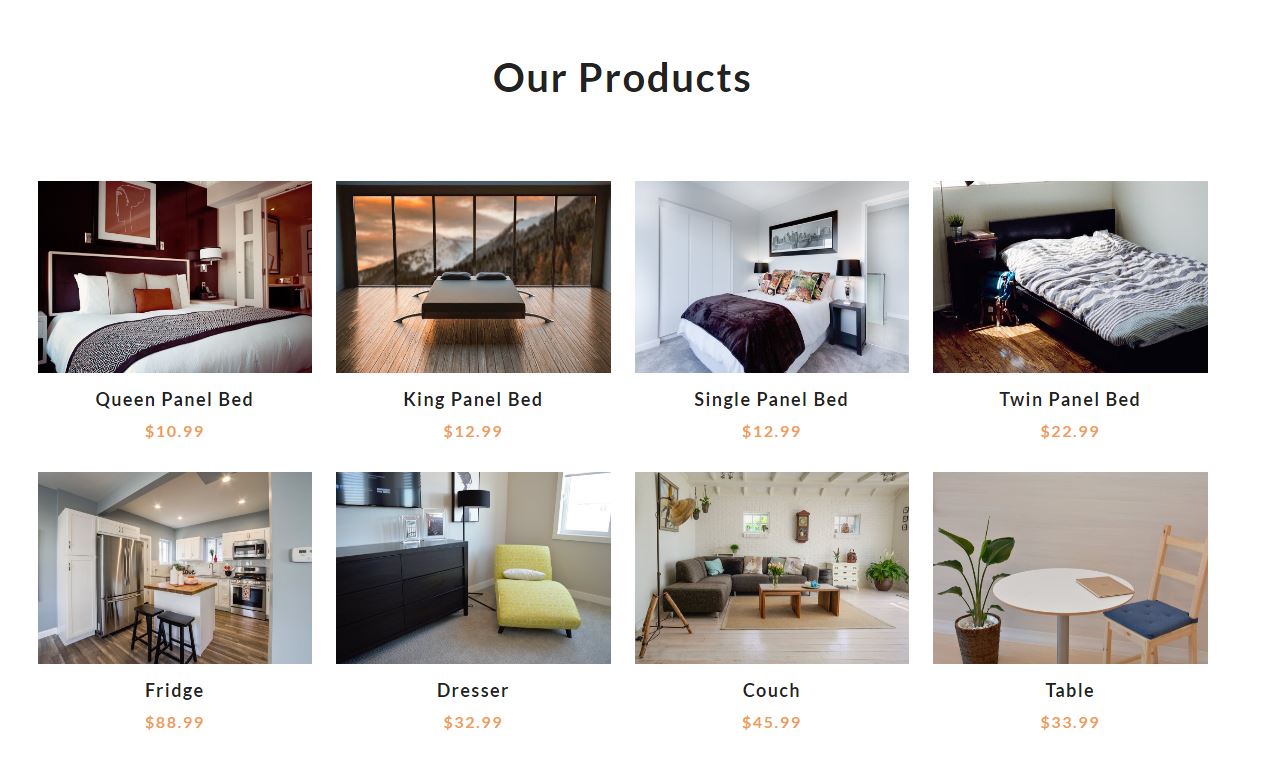 Our Products
Queen Panel Bed
King Panel Bed
Single Panel Bed
Twin Panel Bed
$10.99
$12.99
$12.99
$22.99
Fridge
Dresser
Couch
Table
$88.99
$32.99
$45.99
$33.99